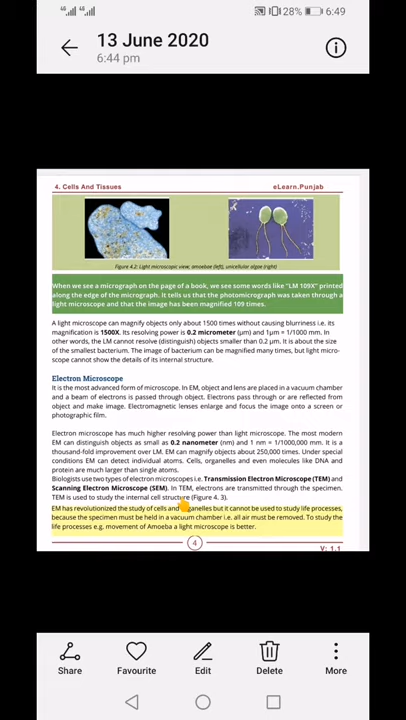 4G 4G 28% 6:49
13 June 2020
6:44 pm
4. Cells And Tissues eLearn.Punjab
Figure 4.2: Light microscopic view; amoebae (left), unicellular algae (right)
When we see a micrograph on the page of a book, we see some words like "LM 109X" printed
along the edge of the micrograph. It tells us that the photomicrograph was taken through a
light microscope and that the image has been magnified 109 times.
A light microscope can magnify objects only about 1500 times without causing blurriness i.e. its
magnification is 1500X. Its resolving power is 0.2 micrometer (μm) and 1μm = 1/1000 mm. In
other words, the LM cannot resolve (distinguish) objects smaller than 0.2 μm. It is about the size
of the smallest bacterium. The image of bacterium can be magnified many times, but light micro-
scope cannot show the details of its internal structure.
Electron Microscope
It is the most advanced form of microscope. In EM, object and lens are placed in a vacuum chamber
and a beam of electrons is passed through object. Electrons pass through or are reflected from
object and make image. Electromagnetic lenses enlarge and focus the image onto a screen or
photographic film.
Electron microscope has much higher resolving power than light microscope. The most modern
EM can distinguish objects as small as 0.2 nanometer (nm) and 1 nm = 1/1000,000 mm. It is a
thousand-fold improvement over LM. EM can magnify objects about 250,000 times. Under special
conditions EM can detect individual atoms. Cells, organelles and even molecules like DNA and
protein are much larger than single atoms.
Biologists use two types of electron microscopes i.e. Transmission Electron Microscope (TEM) and
Scanning Electron Microscope (SEM). In TEM, electrons are transmitted through the specimen.
TEM is used to study the internal cell structure (Figure 4. 3).
EM has revolutionized the study of cells and organelles but it cannot be used to study life processes,
because the specimen must be held in a vacuum chamber i.e. all air must be removed. To study the
life processes e.g. movement of Amoeba a light microscope is better.
4
V: 1.1
Share Favourite Edit Delete More